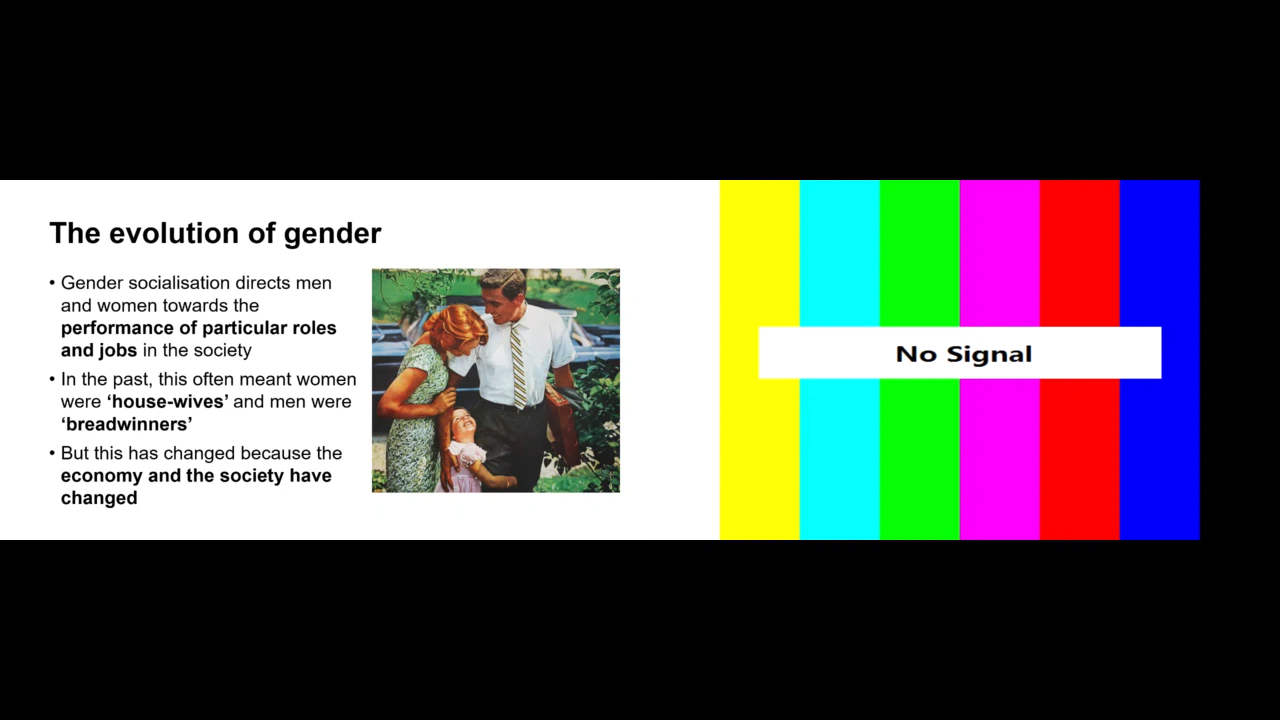 The evolution of gender
• Gender socialisation directs men
and women towards the
performance of particular roles
and jobs in the society
• In the past, this often meant women
were ‘house-wives’ and men were
‘breadwinners’
• But this has changed because the
economy and the society have
changed
No Signal